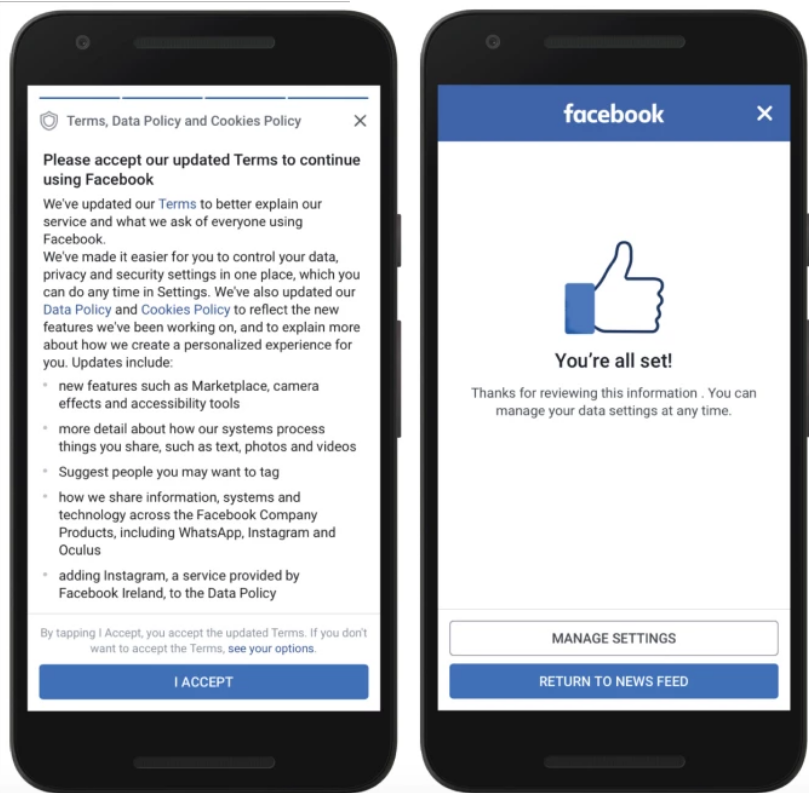 Terms, Data Policy and Cookies Policy
Please accept our updated Terms to continue
using Facebook
We've updated our Terms to better explain our
service and what we ask of everyone using
Facebook.
We've made it easier for you to control your data,
privacy and security settings in one place, which you
can do any time in Settings. We've also updated our
Data Policy and Cookies Policy to reflect the new
features we've been working on, and to explain more
about how we create a personalized experience for
you. Updates include:
new features such as Marketplace, camera
effects and accessibility tools
more detail about how our systems process
things you share, such as text, photos and videos
Suggest people you may want to tag
how we share information, systems and
technology across the Facebook Company
Products, including WhatsApp, Instagram and
Oculus
adding Instagram, a service provided by
Facebook Ireland, to the Data Policy
By tapping I Accept, you accept the updated Terms. If you don't
want to accept the Terms, see your options.
I ACCEPT
facebook
You're all set!
Thanks for reviewing this information . You can
manage your data settings at any time.
MANAGE SETTINGS
RETURN TO NEWS FEED